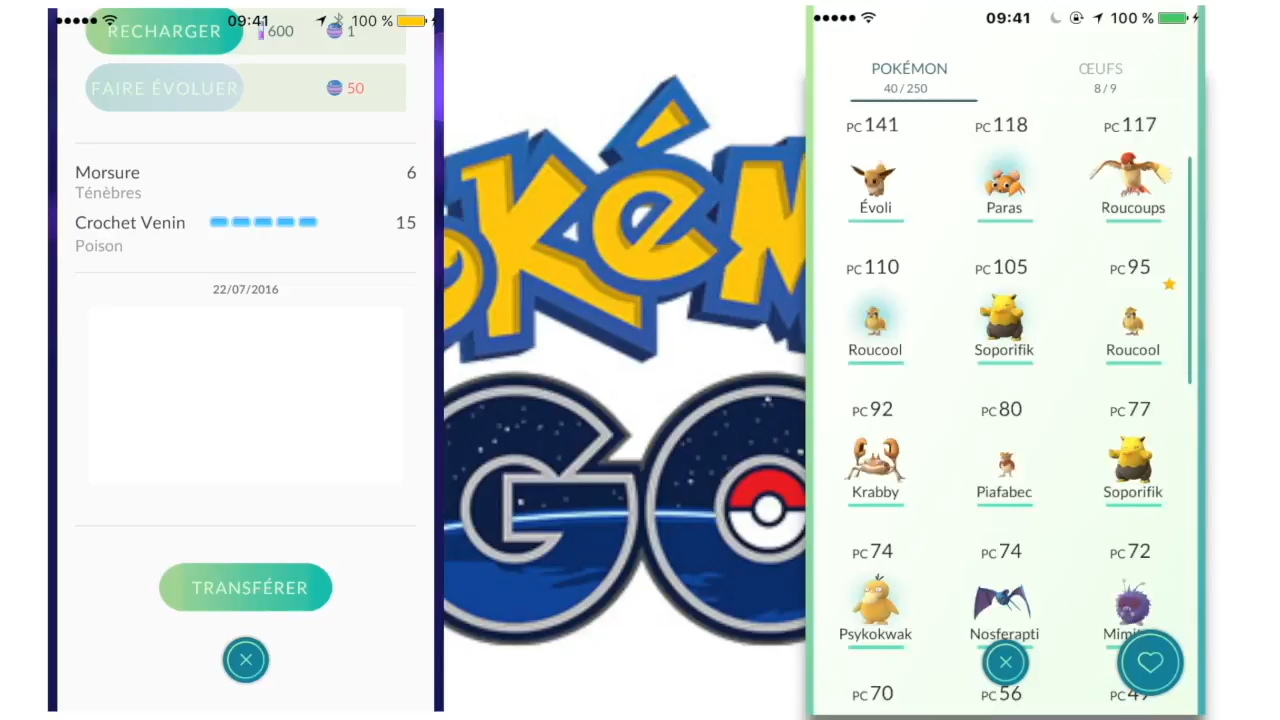 09:41 100 %
RECHARGER 600 1
FAIRE ÉVOLUER 50
Morsure 6
Ténèbres
Crochet Venin 15
Poison
22/07/2016
TRANSFÉRER
Pokém
GO
09:41 100 %
POKÉMON ŒUFS
40 / 250 8 / 9
PC 141 PC 118 PC 117
Évoli Paras Roucoups
PC 110 PC 105 PC 95
Roucool Soporifik Roucool
PC 92 PC 80 PC 77
Krabby Piafabec Soporifik
PC 74 PC 74 PC 72
Psykokwak Nosferapti
PC 70 PC 56 PC